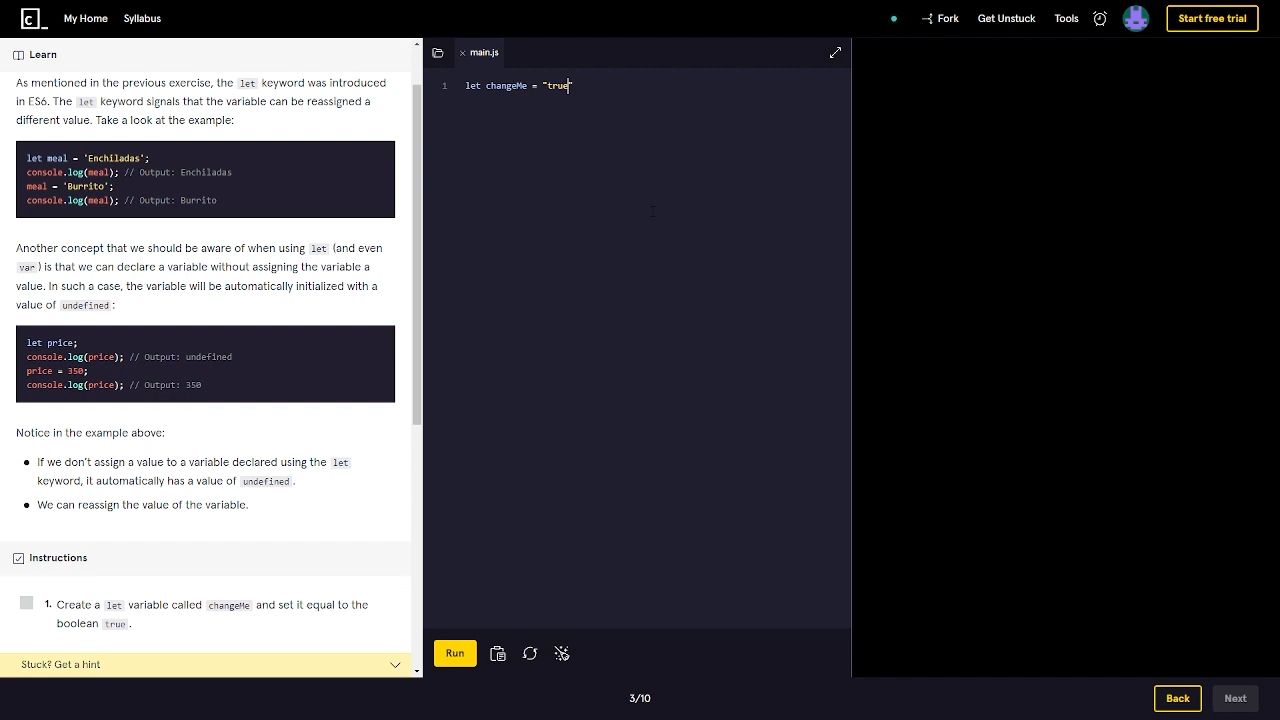 c_ My Home Syllabus Fork Get Unstuck Tools Start free trial
Learn
main.js
As mentioned in the previous exercise, the let keyword was introduced
in ES6. The let keyword signals that the variable can be reassigned a
different value. Take a look at the example:
let meal = 'Enchiladas';
console.log(meal); // Output: Enchiladas
meal = 'Burrito';
console.log(meal); // Output: Burrito
Another concept that we should be aware of when using let (and even
var ) is that we can declare a variable without assigning the variable a
value. In such a case, the variable will be automatically initialized with a
value of undefined :
let price;
console.log(price); // Output: undefined
price = 350;
console.log(price); // Output: 350
Notice in the example above:
● If we don't assign a value to a variable declared using the let
keyword, it automatically has a value of undefined .
● We can reassign the value of the variable.
Instructions
1. Create a let variable called changeMe and set it equal to the
boolean true .
Stuck? Get a hint
1 let changeMe = "true"
Run
3/10
Back Next